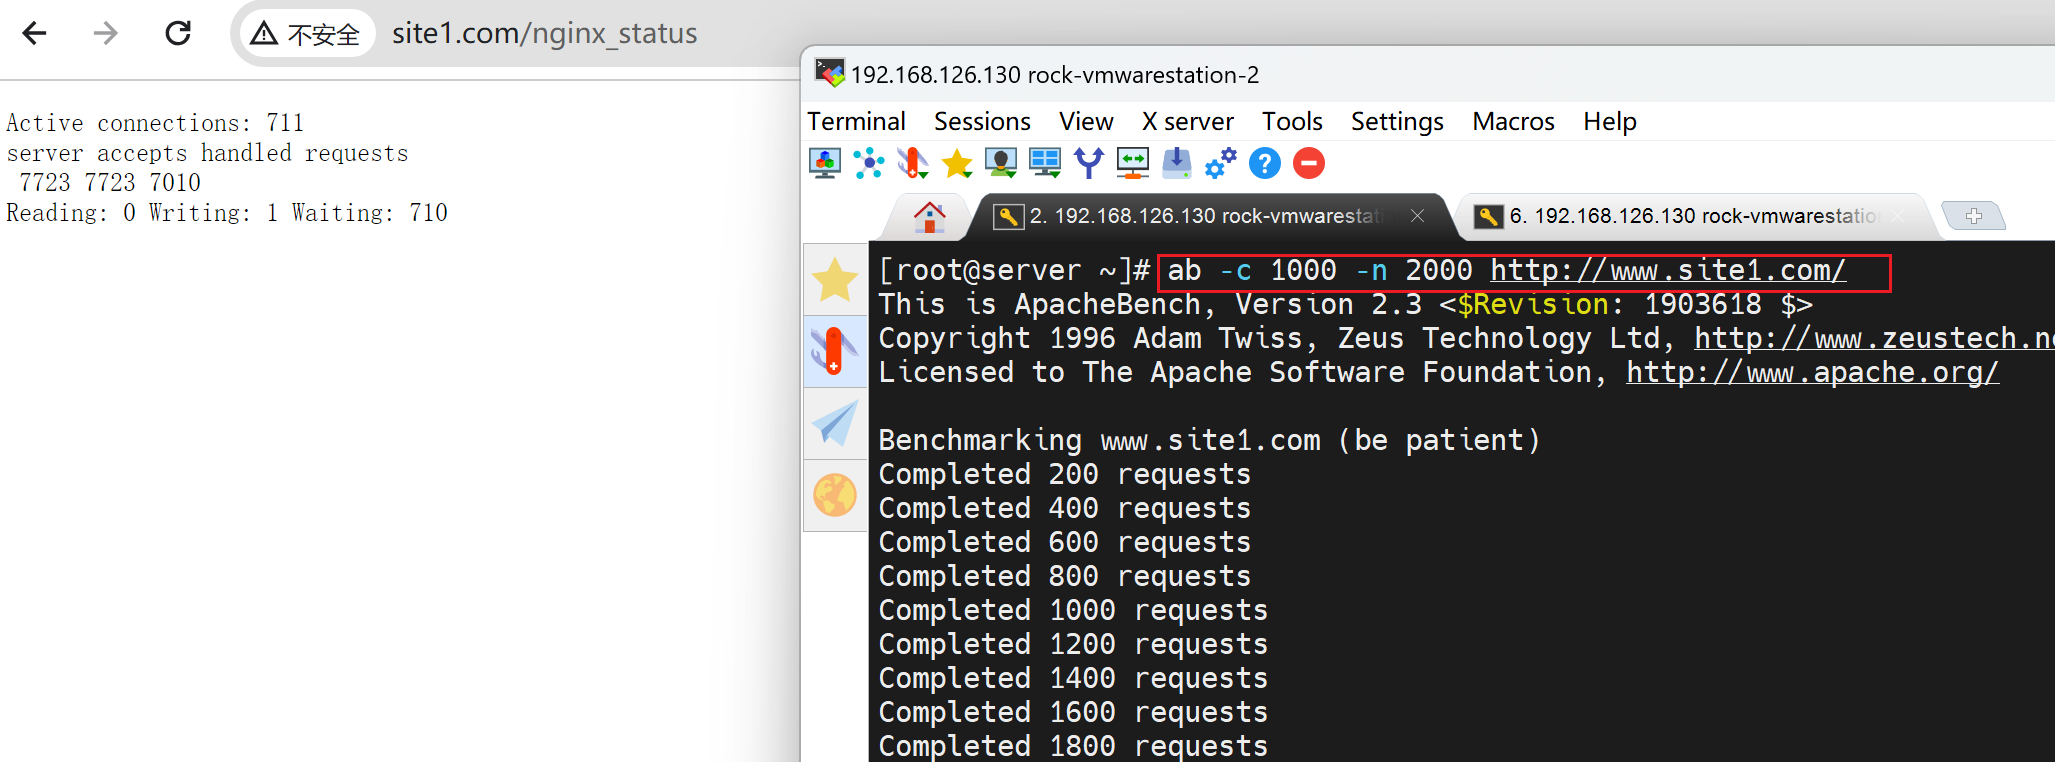 不安全 site1.com/nginx_status
Active connections: 711
server accepts handled requests
7723 7723 7010
Reading: 0 Writing: 1 Waiting: 710
192.168.126.130 rock-vmwarestation-2
Terminal Sessions View X server Tools Settings Macros Help
2. 192.168.126.130 rock-vmwarestat
6. 192.168.126.130 rock-vmwarestatio
[root@server ~]# ab -c 1000 -n 2000 http://www.site1.com/
This is ApacheBench, Version 2.3 <$Revision: 1903618 $>
Copyright 1996 Adam Twiss, Zeus Technology Ltd, http://www.zeustech.ne
Licensed to The Apache Software Foundation, http://www.apache.org/
Benchmarking www.site1.com (be patient)
Completed 200 requests
Completed 400 requests
Completed 600 requests
Completed 800 requests
Completed 1000 requests
Completed 1200 requests
Completed 1400 requests
Completed 1600 requests
Completed 1800 requests